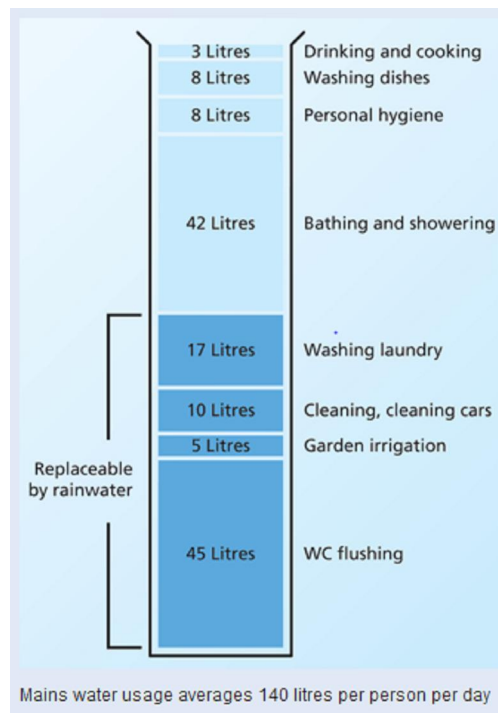 3 Litres Drinking and cooking
8 Litres Washing dishes
8 Litres Personal hygiene
42 Litres Bathing and showering
17 Litres Washing laundry
10 Litres Cleaning, cleaning cars
5 Litres Garden irrigation
Replaceable
by rainwater
45 Litres WC flushing
Mains water usage averages 140 litres per person per day